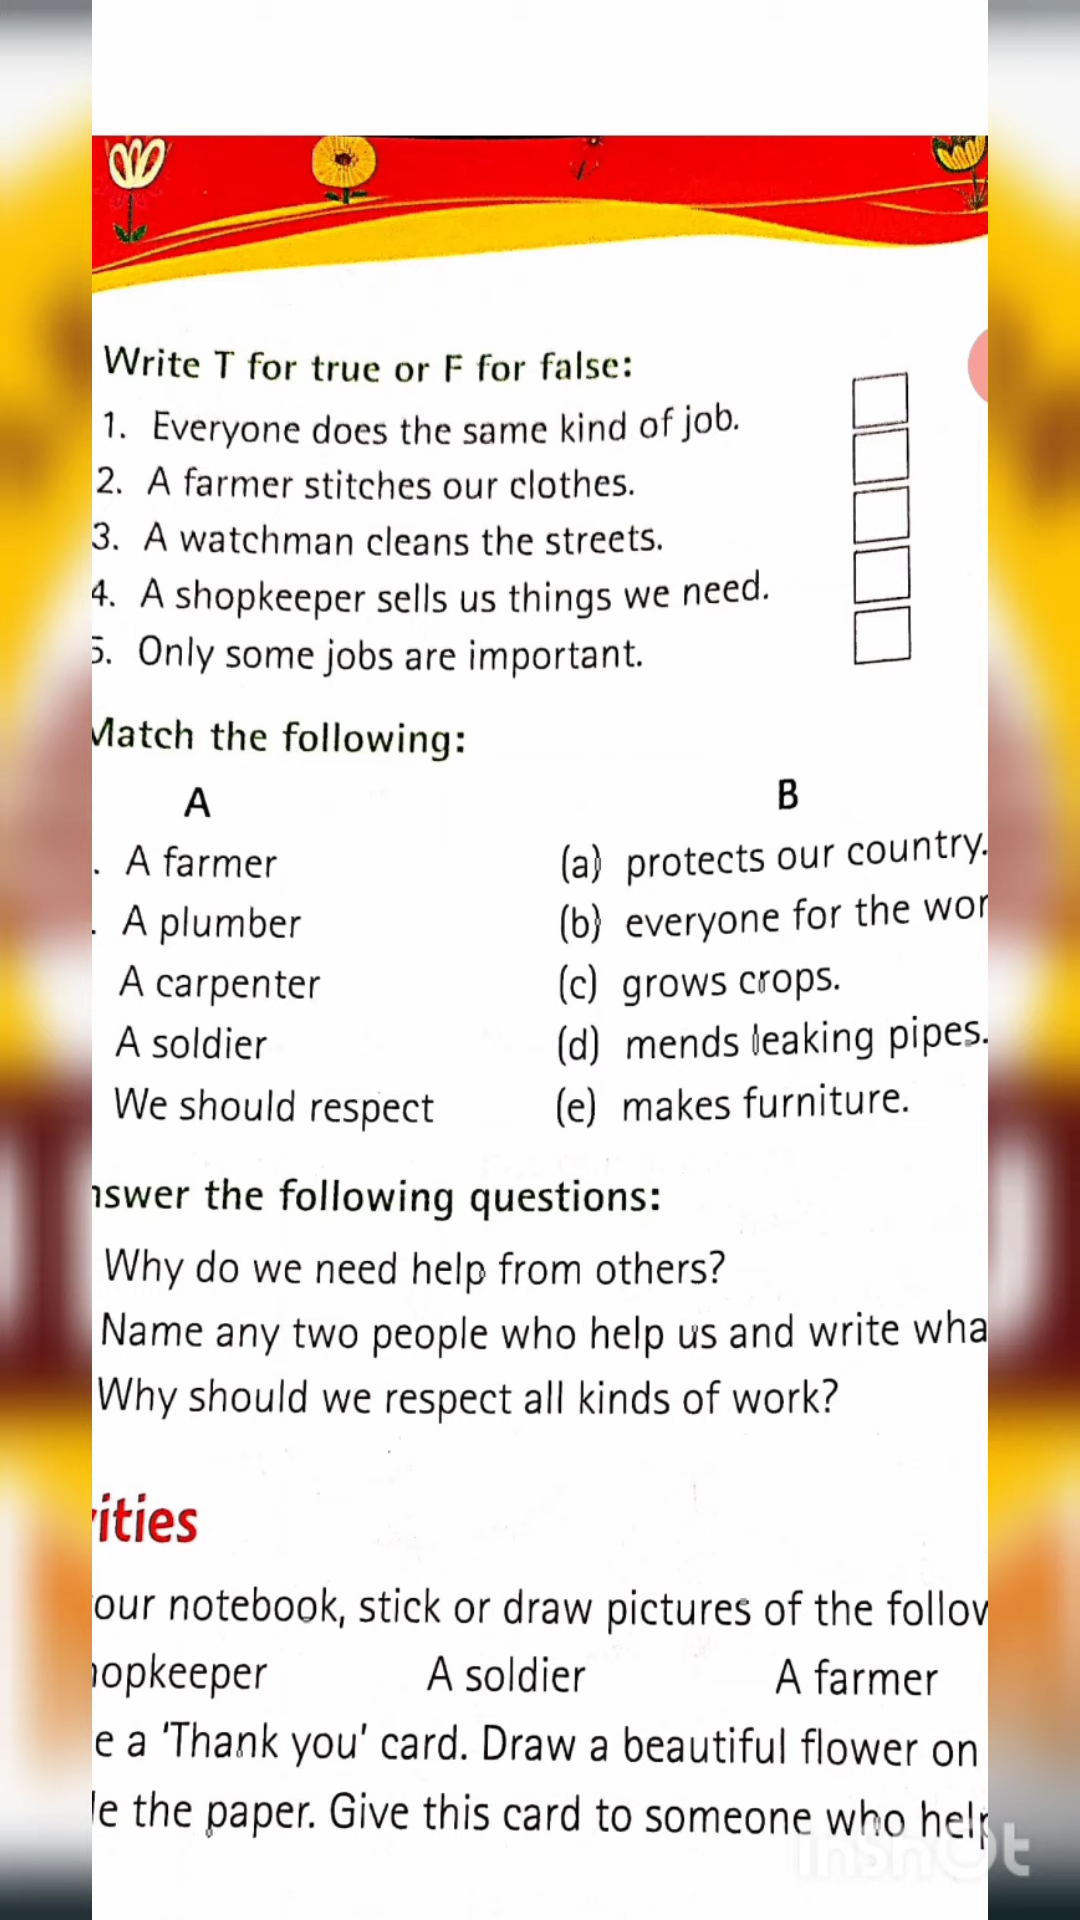 Write T for true or F for false:
1. Everyone does the same kind of job.
2. A farmer stitches our clothes.
3. A watchman cleans the streets.
4. A shopkeeper sells us things we need.
5. Only some jobs are important.
Match the following:
A B
. A farmer (a) protects our country.
. A plumber (b) everyone for the wor
A carpenter (c) grows crops.
A soldier (d) mends leaking pipes.
We should respect (e) makes furniture.
nswer the following questions:
Why do we need help from others?
Name any two people who help us and write wha
Why should we respect all kinds of work?
ities
our notebook, stick or draw pictures of the follow
hopkeeper A soldier A farmer
e a 'Thank you' card. Draw a beautiful flower on
le the paper. Give this card to someone who help
InShOt